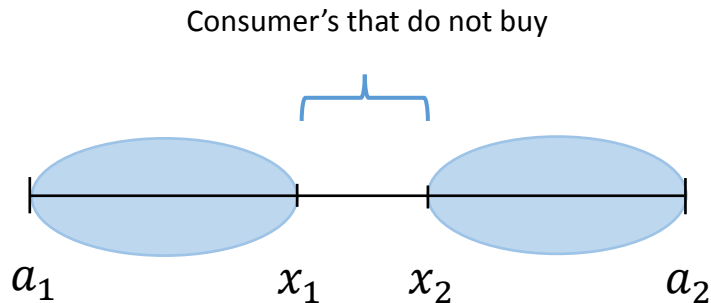 Consumer's that do not buy
a₁ x₁ x₂ a₂